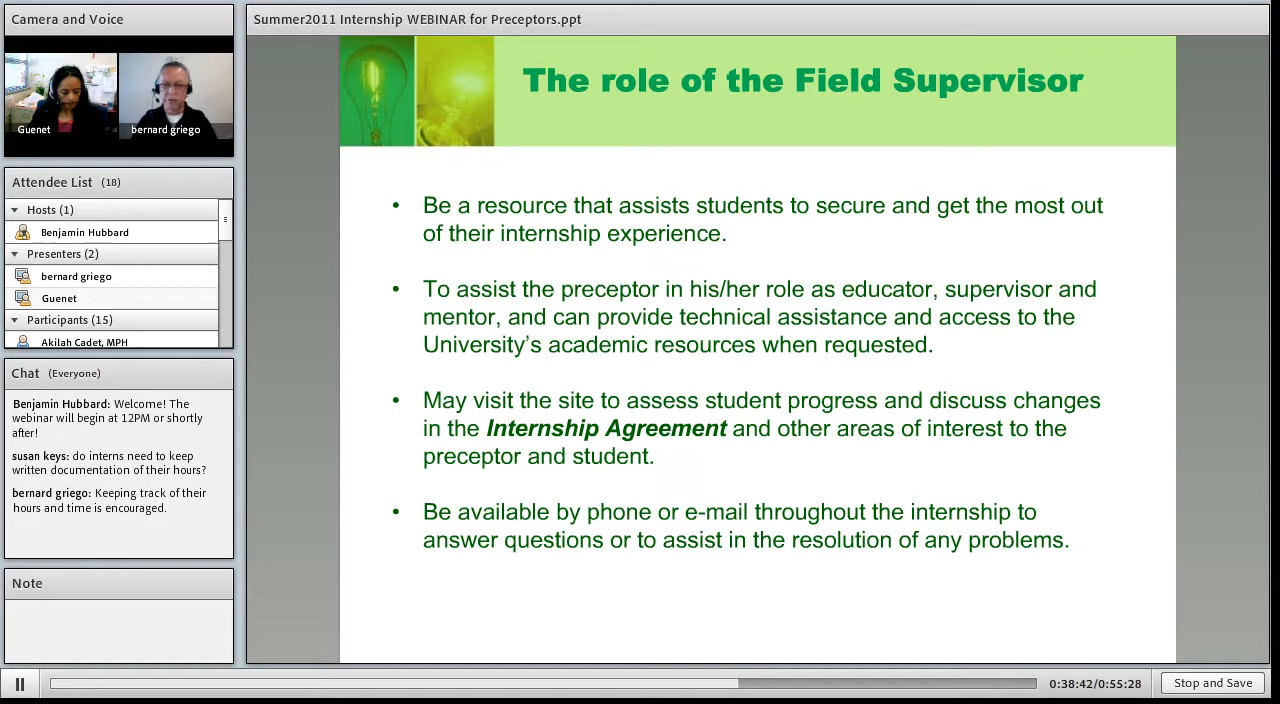 Camera and Voice
Guenet
bernard griego
Attendee List (18)
Hosts (1)
Benjamin Hubbard
Presenters (2)
bernard griego
Guenet
Participants (15)
Akilah Cadet, MPH
Chat (Everyone)
Benjamin Hubbard: Welcome! The
webinar will begin at 12PM or shortly
after!
susan keys: do interns need to keep
written documentation of their hours?
bernard griego: Keeping track of their
hours and time is encouraged.
Note
Summer2011 Internship WEBINAR for Preceptors.ppt
The role of the Field Supervisor
• Be a resource that assists students to secure and get the most out
of their internship experience.
• To assist the preceptor in his/her role as educator, supervisor and
mentor, and can provide technical assistance and access to the
University's academic resources when requested.
• May visit the site to assess student progress and discuss changes
in the Internship Agreement and other areas of interest to the
preceptor and student.
• Be available by phone or e-mail throughout the internship to
answer questions or to assist in the resolution of any problems.
0:38:42/0:55:28
Stop and Save